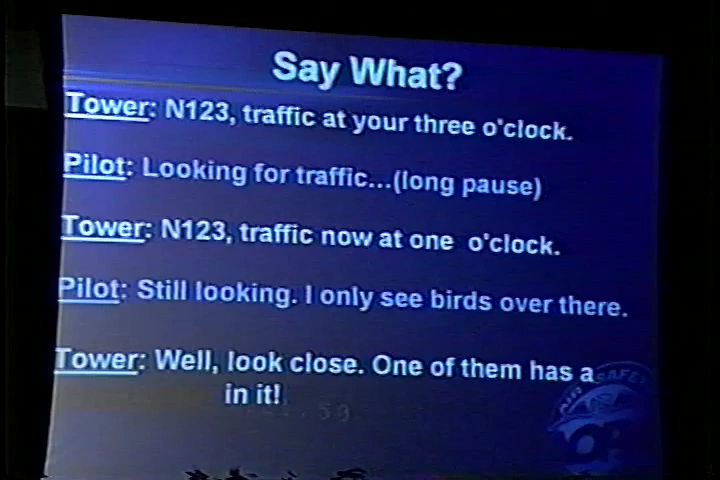 Say What?
Tower: N123, traffic at your three o'clock.
Pilot: Looking for traffic...(long pause)
Tower: N123, traffic now at one o'clock.
Pilot: Still looking. I only see birds over there.
Tower: Well, look close. One of them has a
in it!
AIR SAFETY